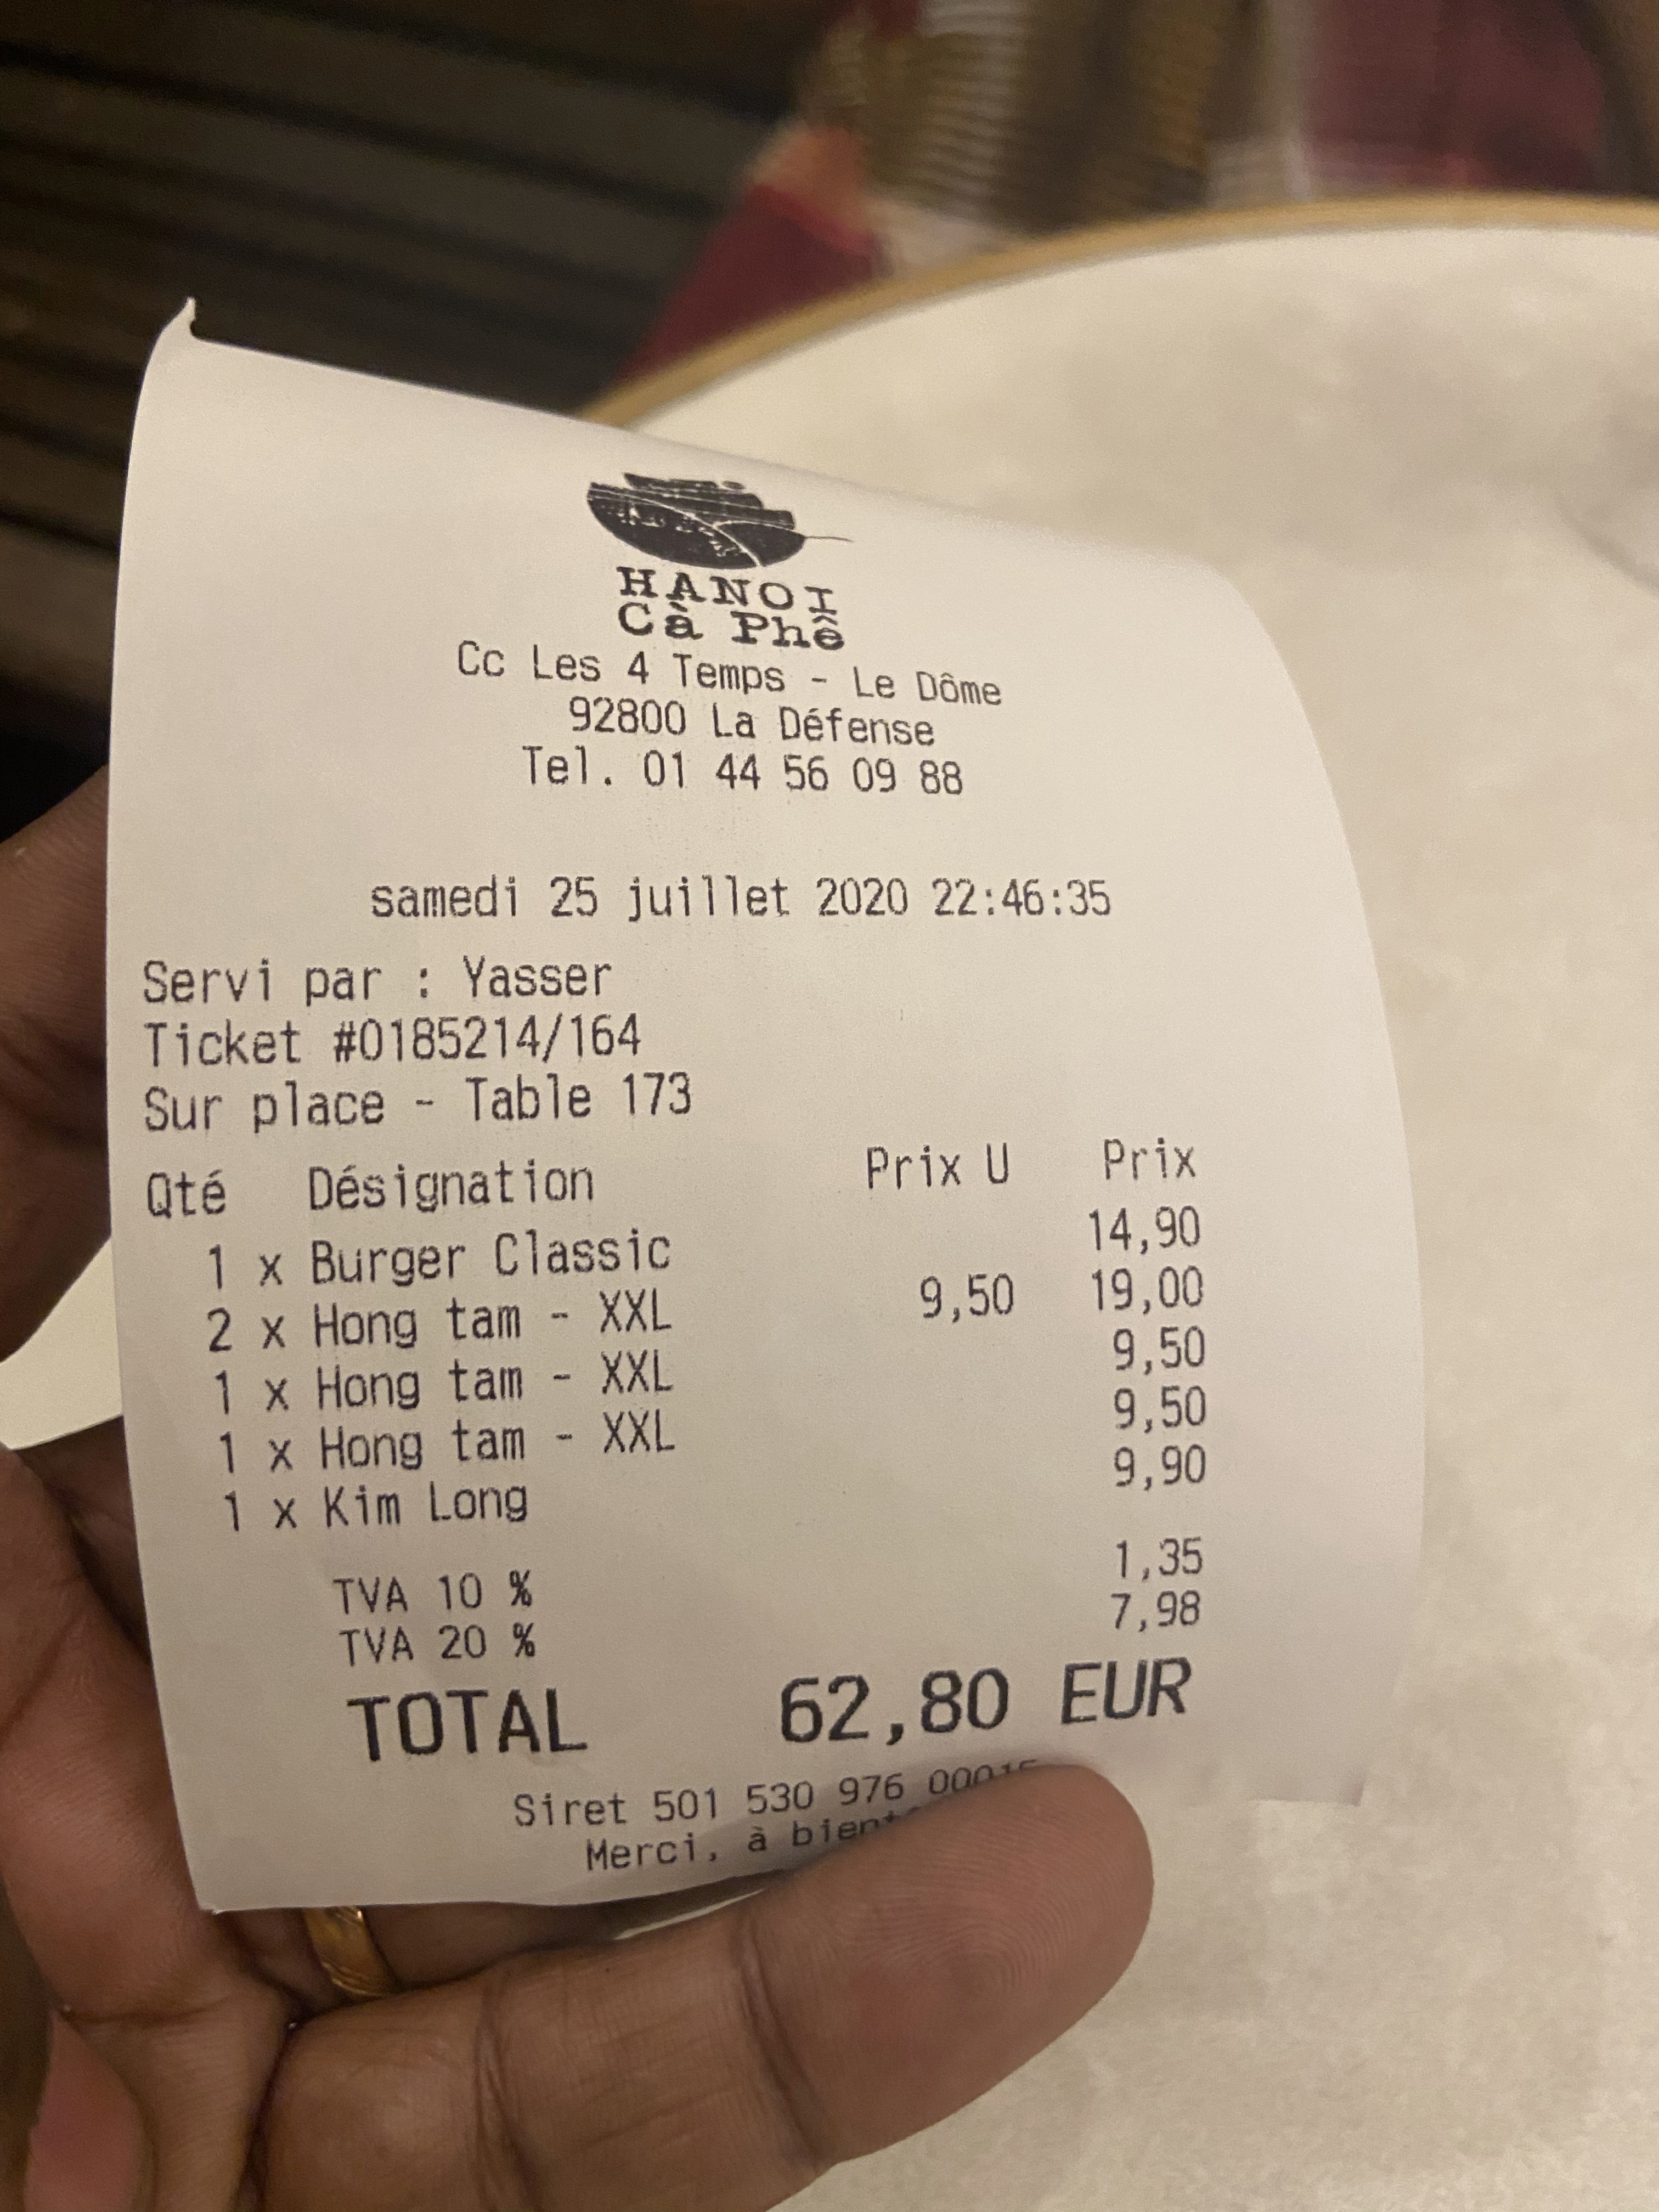 HANOI
Cà Phê
Cc Les 4 Temps - Le Dôme
92800 La Défense
Tel. 01 44 56 09 88
samedi 25 juillet 2020 22:46:35
Servi par : Yasser
Ticket #0185214/164
Sur place - Table 173
Qté Désignation Prix U Prix
1 x Burger Classic 14,90
2 x Hong tam - XXL 9,50 19,00
1 x Hong tam - XXL 9,50
1 x Hong tam - XXL 9,50
1 x Kim Long 9,90
TVA 10 % 1,35
TVA 20 % 7,98
TOTAL 62,80 EUR
Siret 501 530 976
Merci, à